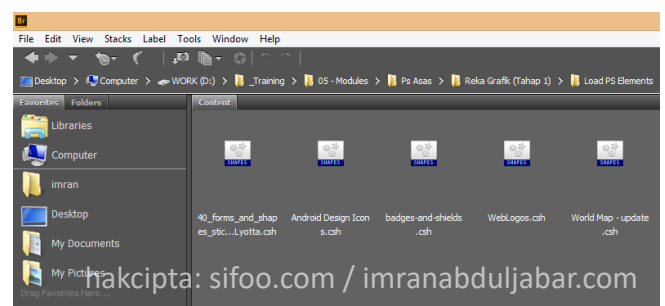 Br
File Edit View Stacks Label Tools Window Help
Desktop > Computer > WORK (D:) > _Training > 05 - Modules > Ps Asas > Reka Grafik (Tahap 1) > Load PS Elements
Favorites Folders Content
Libraries
Computer
imran
Desktop
My Documents
My Pictures
Drag Favorites Here...
SHAPES SHAPES SHAPES SHAPES SHAPES
40_forms_and_shap Android Design Icon badges-and-shields WebLogos.csh World Map - update
es_stic...Lyotta.csh s.csh .csh .csh
hakcipta: sifoo.com / imranabduljabar.com